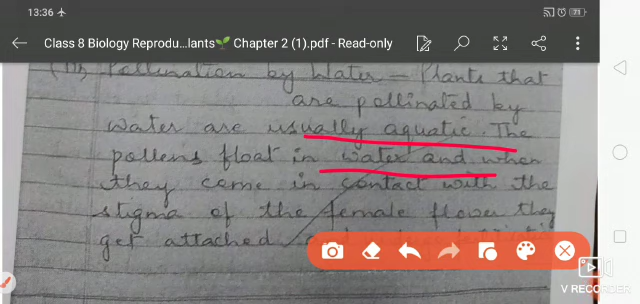 13:36
Class 8 Biology Reprodu...lants🌱 Chapter 2 (1).pdf - Read-only
(iii) Pollination by Water – Plants that
are pollinated by
water are usually aquatic. The
pollens float in water and when
they come in contact with the
stigma of the female flower they
get attached
V RECORDER